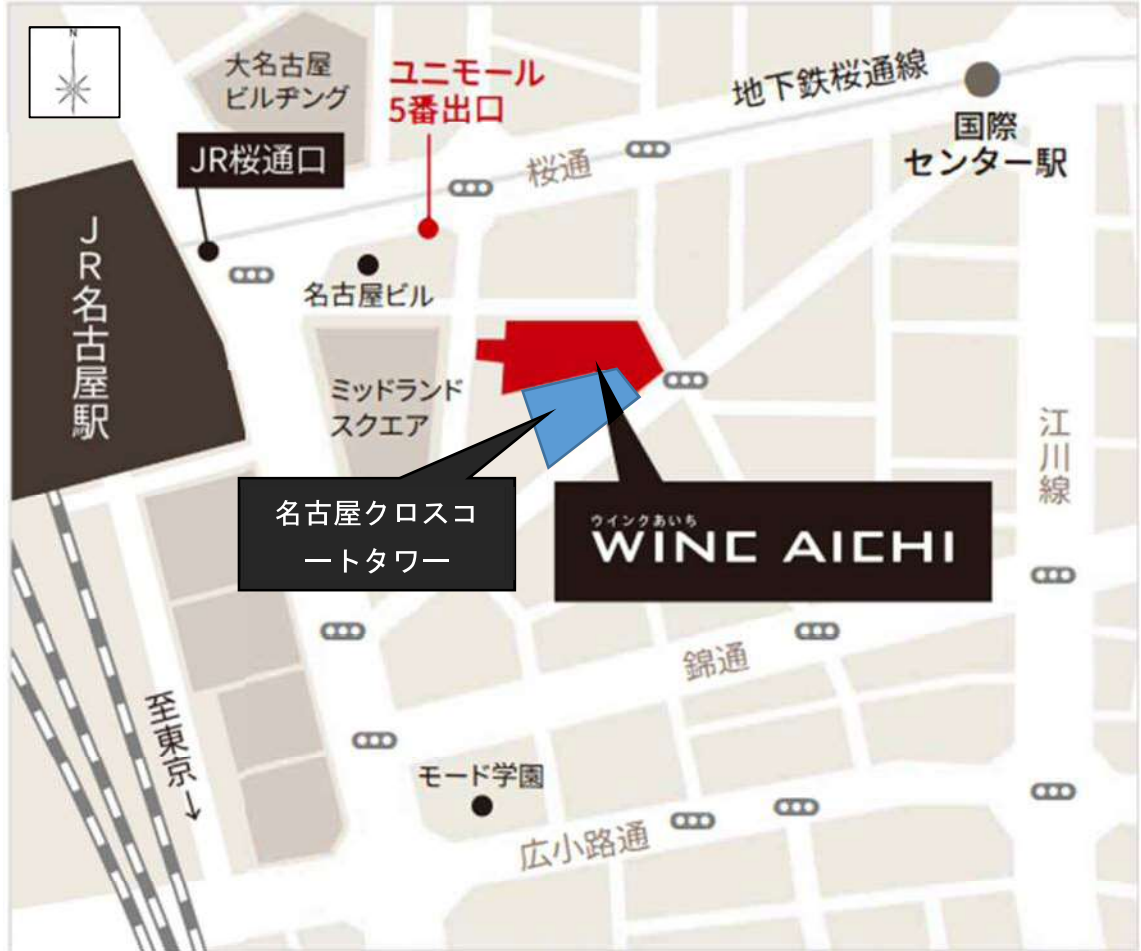 N
大名古屋
ビルヂング
ユニモール
5番出口
地下鉄桜通線
国際
センター駅
JR桜通口
桜通
JR名古屋駅
名古屋ビル
ミッドランド
スクエア
江川線
名古屋クロスコ
ートタワー
ウインクあいち
WINC AICHI
錦通
至東京↓
モード学園
広小路通